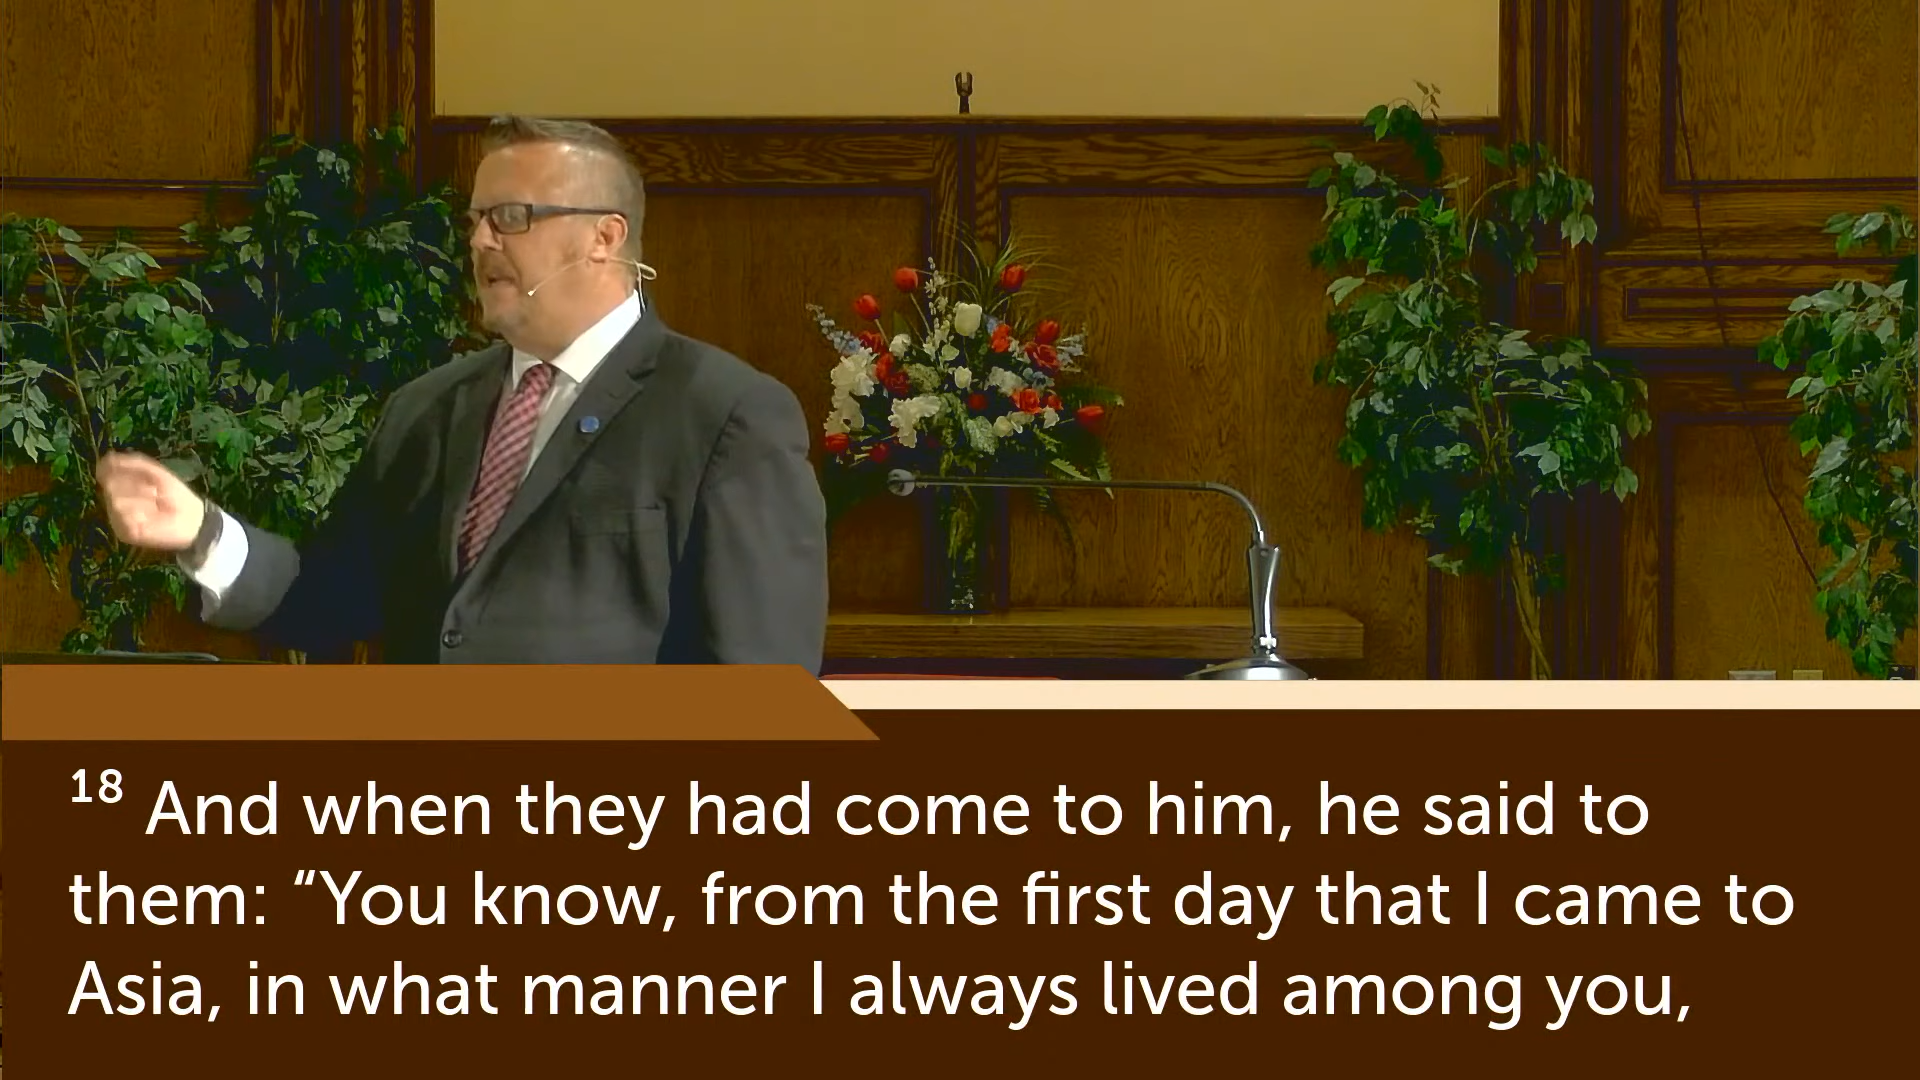 18 And when they had come to him, he said to
them: “You know, from the first day that I came to
Asia, in what manner I always lived among you,